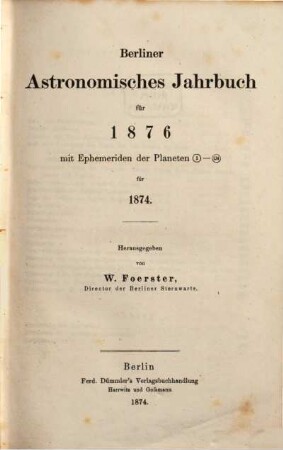 Berliner
Astronomisches Jahrbuch
für
1876
mit Ephemeriden der Planeten ①—
für
1874.
Herausgegeben
von
W. Foerster,
Director der Berliner Sternwarte.
Berlin
Ferd. Dümmler's Verlagsbuchhandlung
Harrwitz und Goßmann
1874.